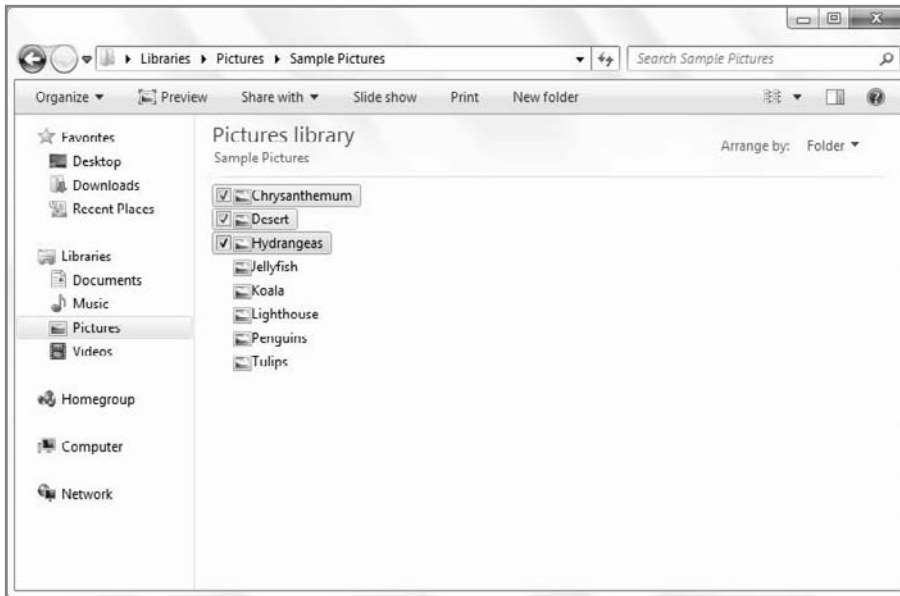 Libraries Pictures Sample Pictures
Search Sample Pictures
Organize Preview Share with Slide show Print New folder
Favorites
Desktop
Downloads
Recent Places
Libraries
Documents
Music
Pictures
Videos
Homegroup
Computer
Network
Pictures library
Sample Pictures
Arrange by: Folder
Chrysanthemum
Desert
Hydrangeas
Jellyfish
Koala
Lighthouse
Penguins
Tulips